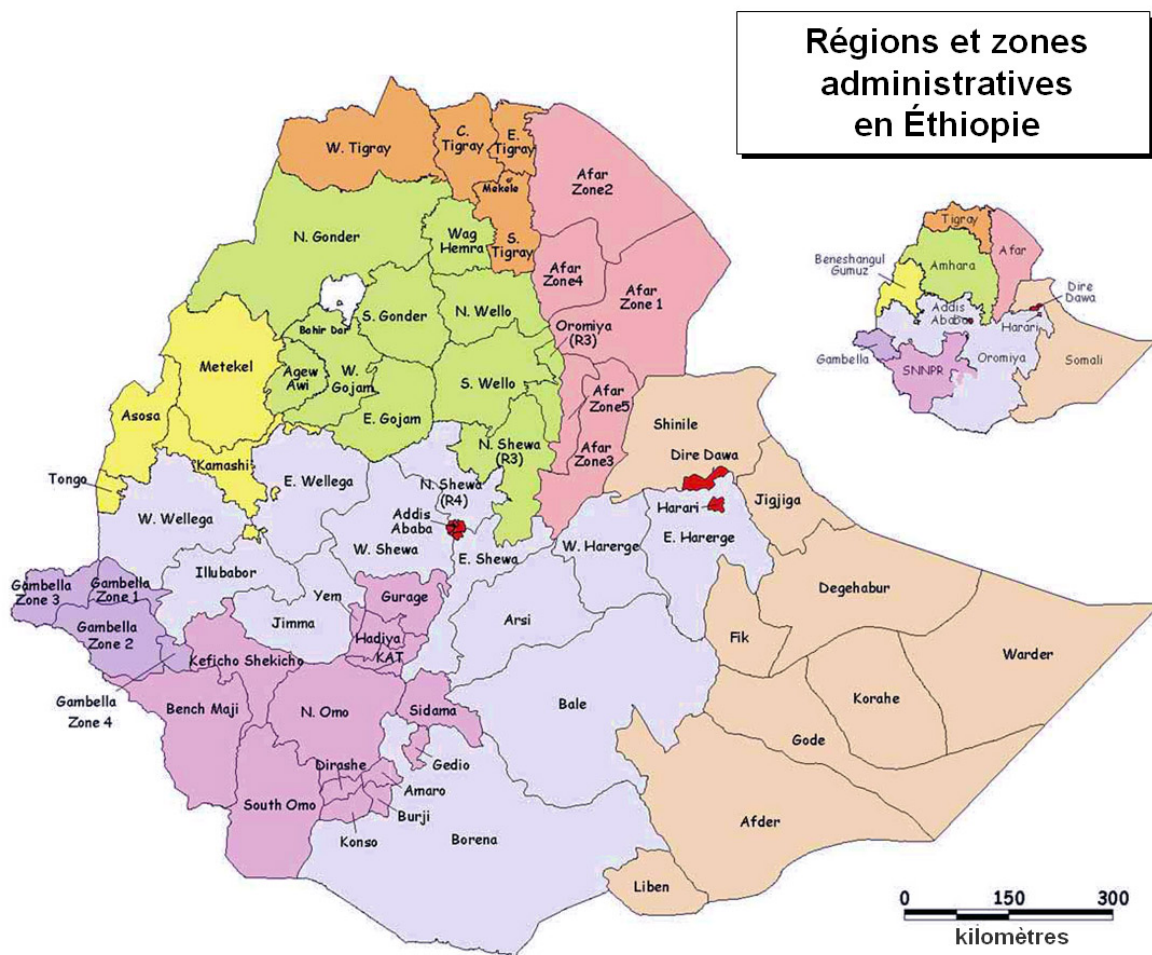 Régions et zones
administratives
en Éthiopie
W. Tigray
C.
Tigray
E.
Tigray
Mekele
S.
Tigray
Afar
Zone2
N. Gonder
Wag
Hemra
Afar
Zone4
Afar
Zone 1
S. Gonder
N. Wello
Bahir Dar
Oromiya
(R3)
Metekel
Agew
Awi
W.
Gojam
S. Wello
E. Gojam
Afar
Zone5
Asosa
N. Shewa
(R3)
Afar
Zone3
Shinile
Dire Dawa
Kamashi
Tonga
E. Wellega
N. Shewa
(R4)
Jigjiga
Harari
W. Wellega
Addis
Ababa
W. Shewa
E. Shewa
W. Harerge
E. Harerge
Illubabor
Gambella
Zone 3
Gambella
Zone 1
Yem
Gurage
Degehabur
Jimma
Arsi
Gambella
Zone 2
Hadiya
KAT
Fik
Keficho Shekicho
Warder
Gambella
Zone 4
Bench Maji
N. Omo
Sidama
Bale
Korahe
Gode
Dirashe
Gedio
Amaro
South Omo
Burji
Konso
Borena
Afder
Liben
Tigray
Beneshangul
Gumuz
Amhara
Afar
Dire
Dawa
Addis
Ababa
Harari
Gambella
Oromiya
Somali
SNNPR
0
150
300
kilomètres